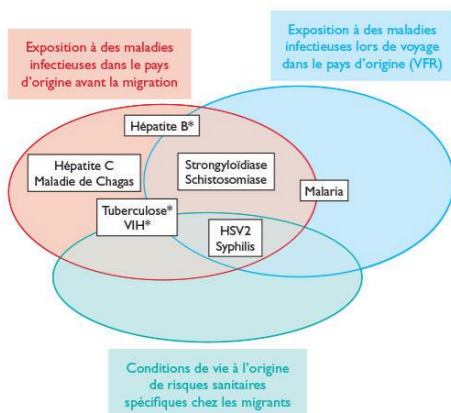 Exposition à des maladies
infectieuses dans le pays
d'origine avant la migration
Exposition à des maladies
infectieuses lors de voyage
dans le pays d'origine (VFR)
Hépatite B*
Hépatite C
Maladie de Chagas
Strongyloïdiase
Schistosomiase
Malaria
Tuberculose*
VIH*
HSV2
Syphilis
Conditions de vie à l'origine
de risques sanitaires
spécifiques chez les migrants